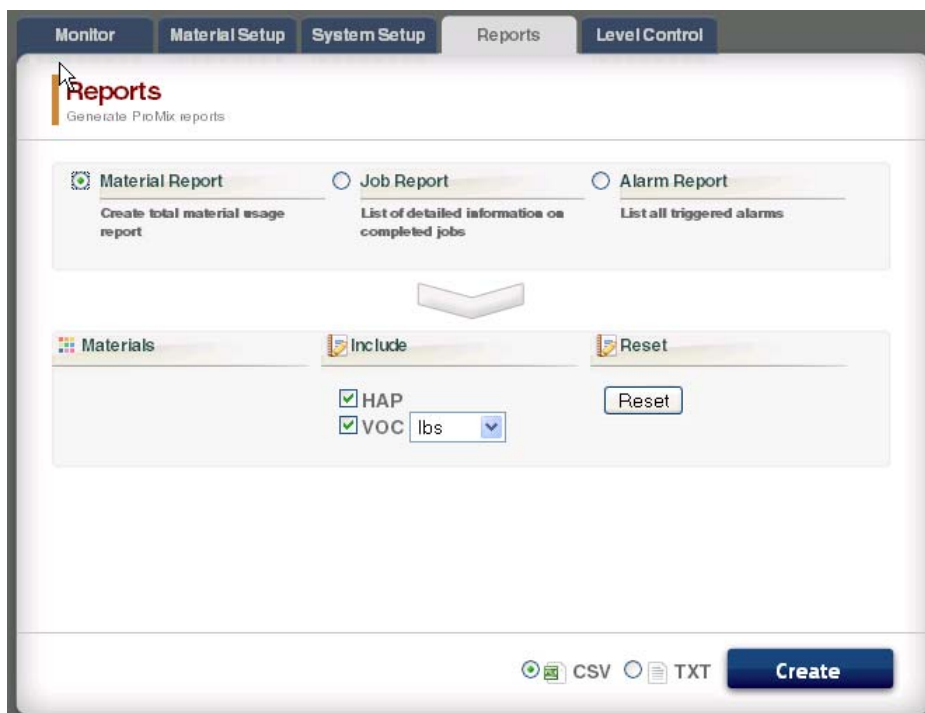 Monitor Material Setup System Setup Reports Level Control
Reports
Generate ProMix reports
Material Report Job Report Alarm Report
Create total material usage report
List of detailed information on completed jobs
List all triggered alarms
Materials Include Reset
HAP Reset
VOC lbs
CSV TXT Create